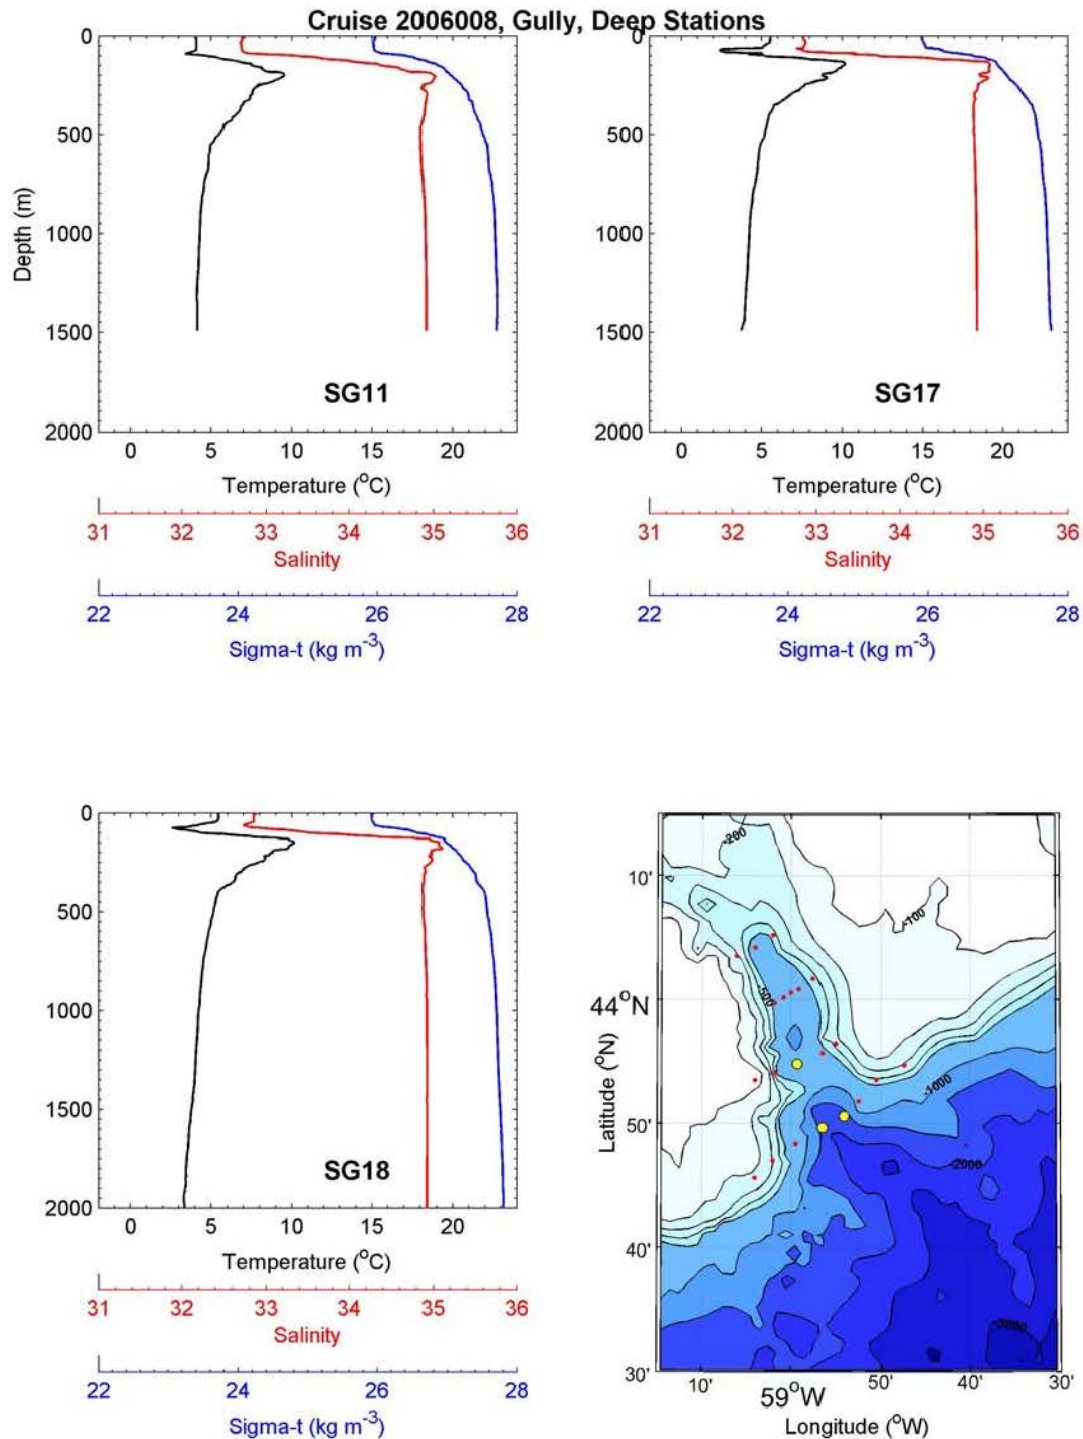 Cruise 2006008, Gully, Deep Stations
0
500
1000
1500
2000
Depth (m)
SG11
0 5 10 15 20
Temperature (°C)
31 32 33 34 35 36
Salinity
22 24 26 28
Sigma-t (kg m⁻³)
0
500
1000
1500
2000
SG17
0 5 10 15 20
Temperature (°C)
31 32 33 34 35 36
Salinity
22 24 26 28
Sigma-t (kg m⁻³)
0
500
1000
1500
2000
SG18
0 5 10 15 20
Temperature (°C)
31 32 33 34 35 36
Salinity
22 24 26 28
Sigma-t (kg m⁻³)
10'
44°N
50'
40'
30'
Latitude (°N)
-200
-100
-500
-1000
-2000
-3000
10' 59°W 50' 40' 30'
Longitude (°W)